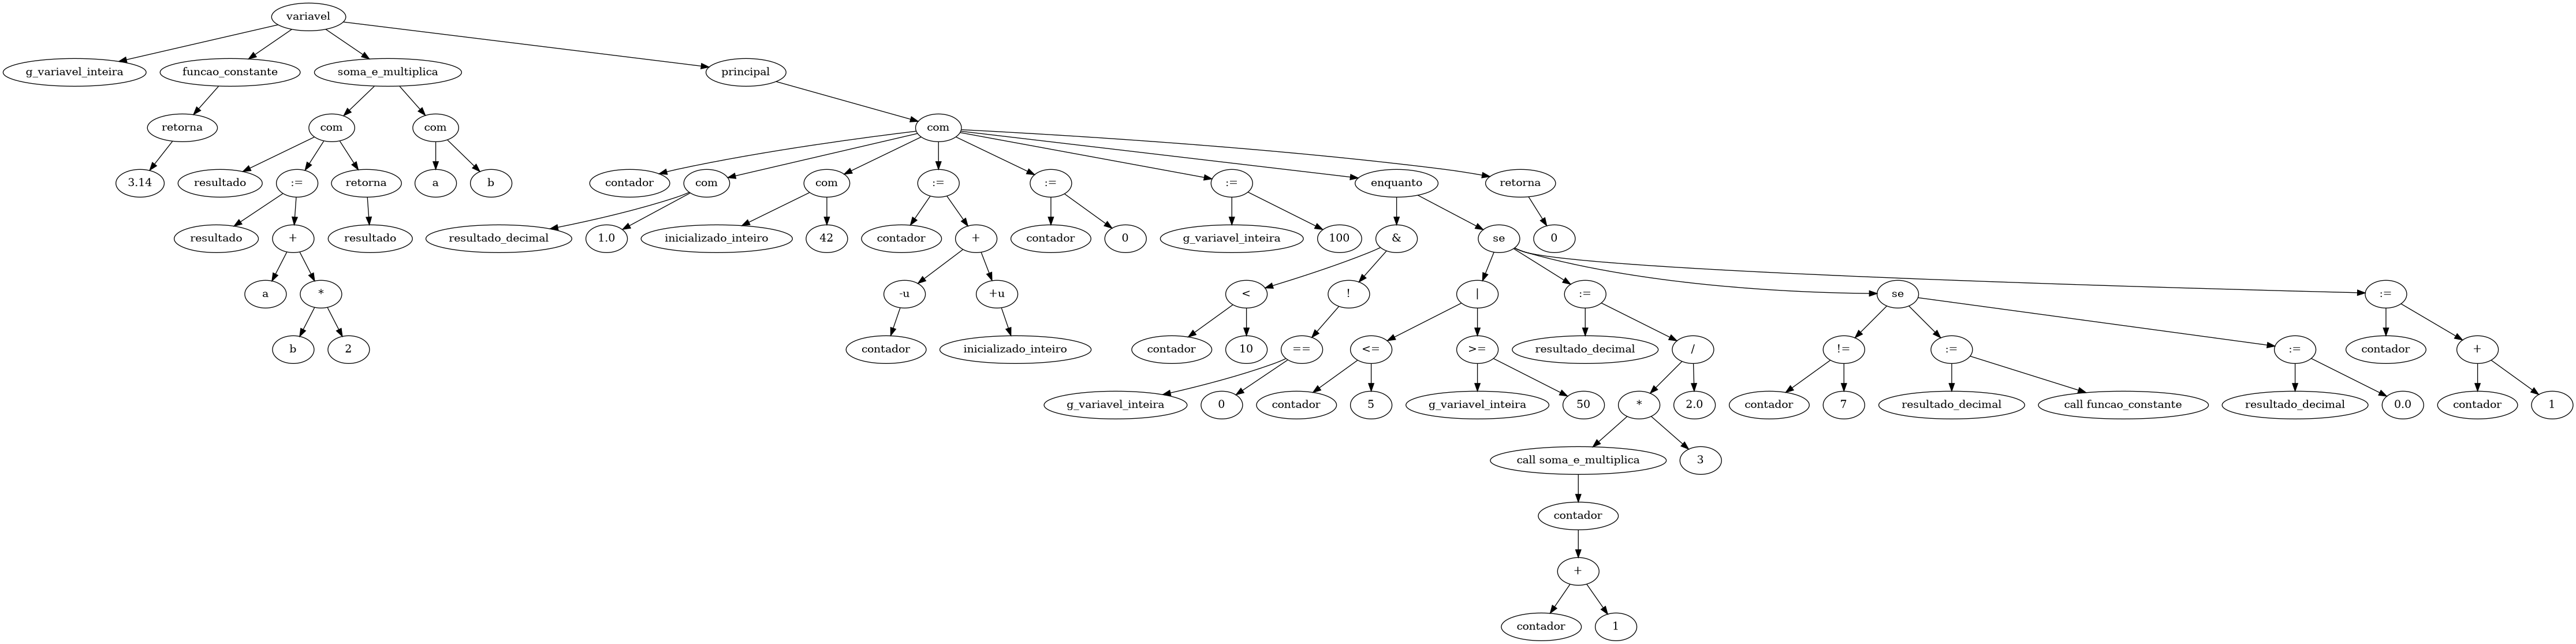 variavel
g_variavel_inteira funcao_constante soma_e_multiplica principal
retorna com com com
3.14 resultado := retorna a b contador com com := := := enquanto retorna
resultado + resultado resultado_decimal 1.0 inicializado_inteiro 42 contador + contador 0 g_variavel_inteira 100 & se 0
a * -u +u < ! | := se :=
b 2 contador inicializado_inteiro contador 10 == <= >= resultado_decimal / != := := contador +
g_variavel_inteira 0 contador 5 g_variavel_inteira 50 * 2.0 contador 7 resultado_decimal call funcao_constante resultado_decimal 0.0 contador 1
call soma_e_multiplica 3
contador
+
contador 1